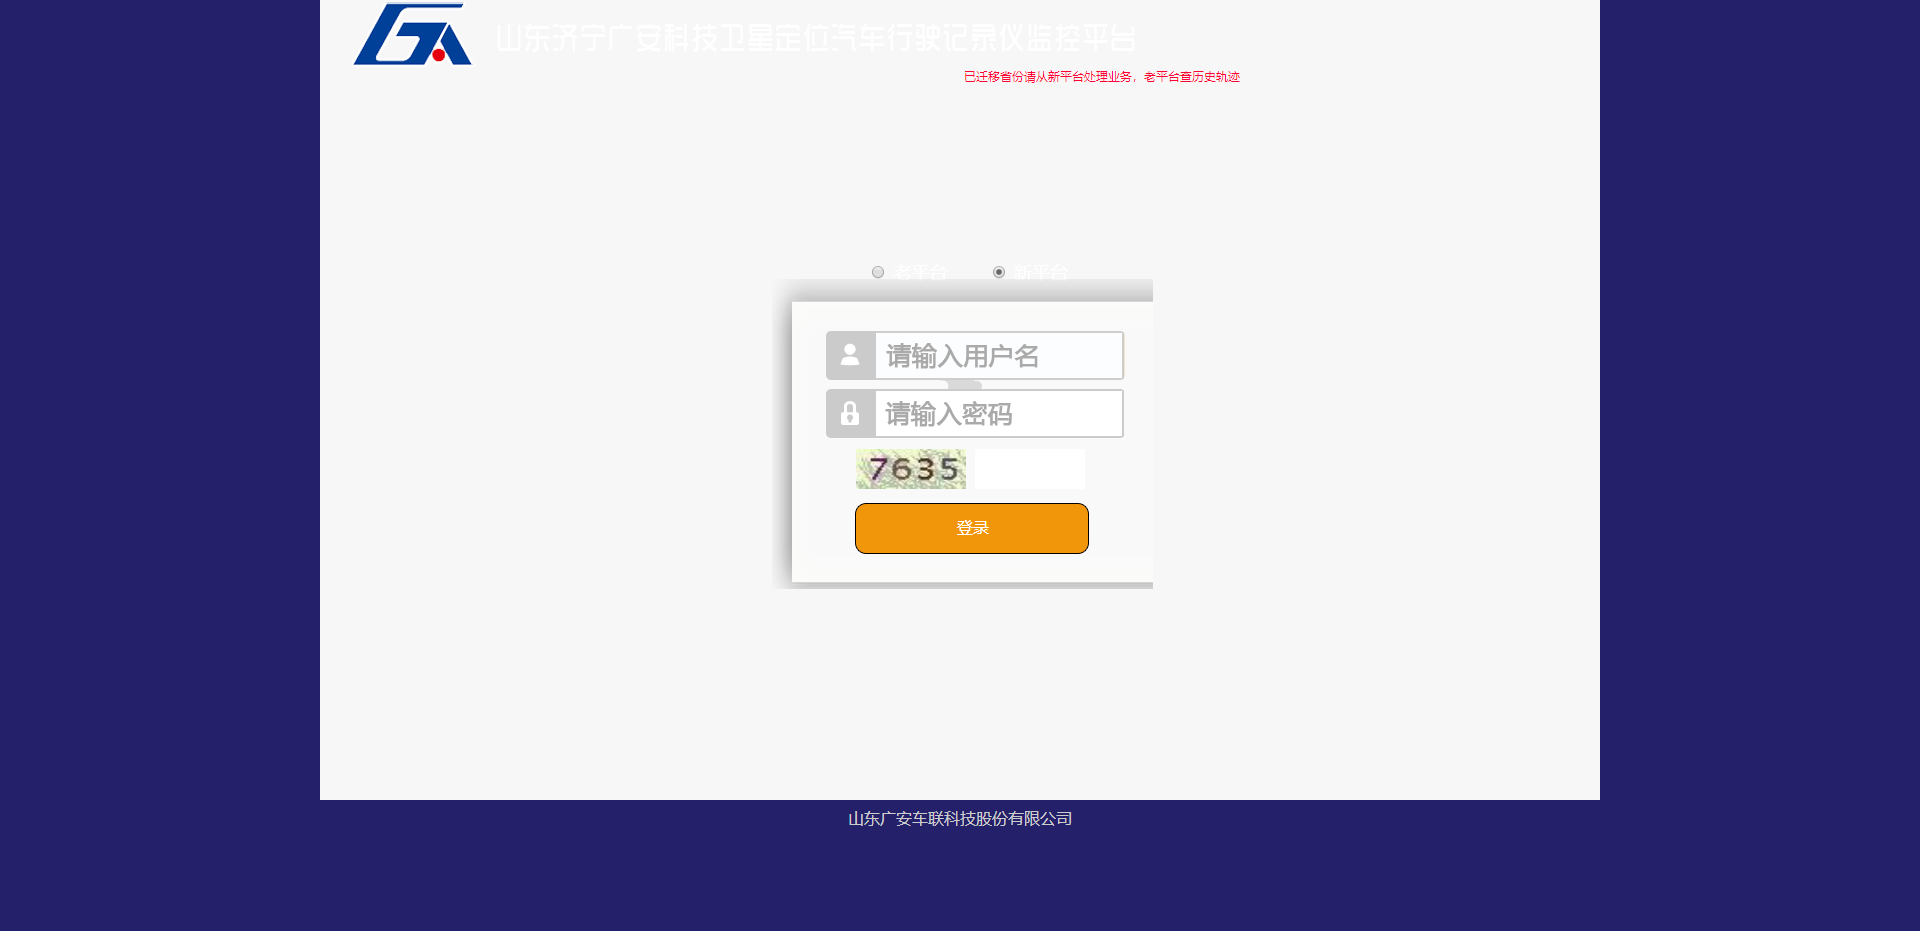 山东济宁广安科技卫星定位汽车行驶记录仪监控平台
已迁移省份请从新平台处理业务，老平台查历史轨迹
老平台 新平台
请输入用户名
请输入密码
7635
登录
山东广安车联科技股份有限公司